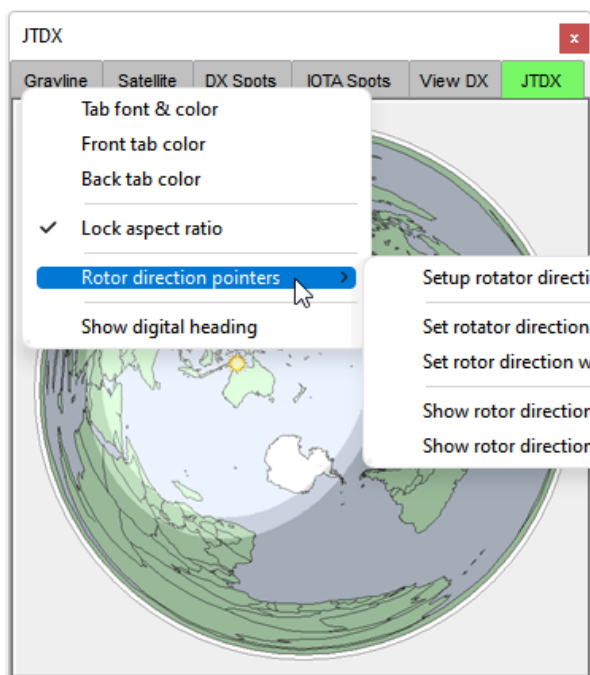 JTDX
x
Grayline Satellite DX Spots IOTA Spots View DX JTDX
Tab font & color
Front tab color
Back tab color
Lock aspect ratio
Rotor direction pointers
Show digital heading
Setup rotator directi
Set rotator direction
Set rotor direction w
Show rotor direction
Show rotor direction